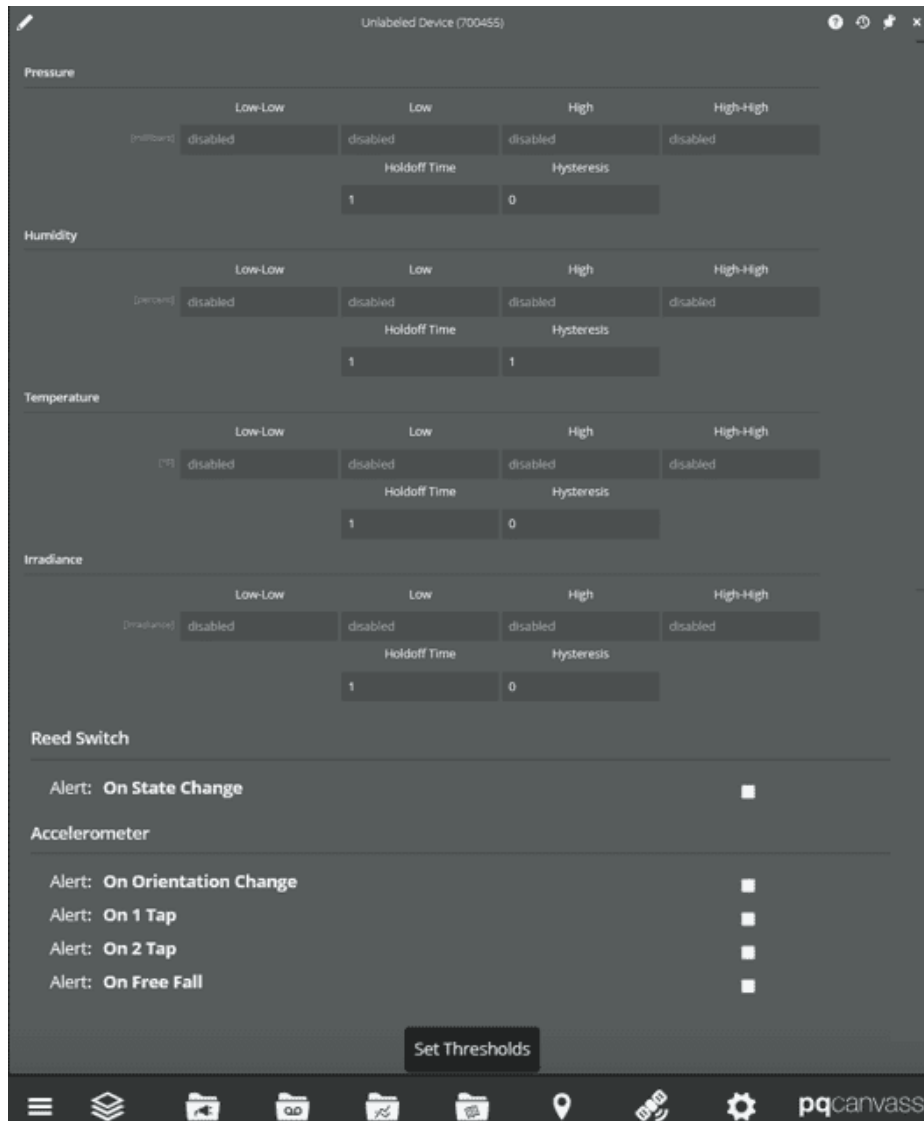 Unlabeled Device (700455)
Pressure
Low-Low Low High High-High
[millibars] disabled disabled disabled disabled
Holdoff Time Hysteresis
1 0
Humidity
Low-Low Low High High-High
[percent] disabled disabled disabled disabled
Holdoff Time Hysteresis
1 1
Temperature
Low-Low Low High High-High
[°F] disabled disabled disabled disabled
Holdoff Time Hysteresis
1 0
Irradiance
Low-Low Low High High-High
[Irradiance] disabled disabled disabled disabled
Holdoff Time Hysteresis
1 0
Reed Switch
Alert: On State Change
Accelerometer
Alert: On Orientation Change
Alert: On 1 Tap
Alert: On 2 Tap
Alert: On Free Fall
Set Thresholds
pqcanvass